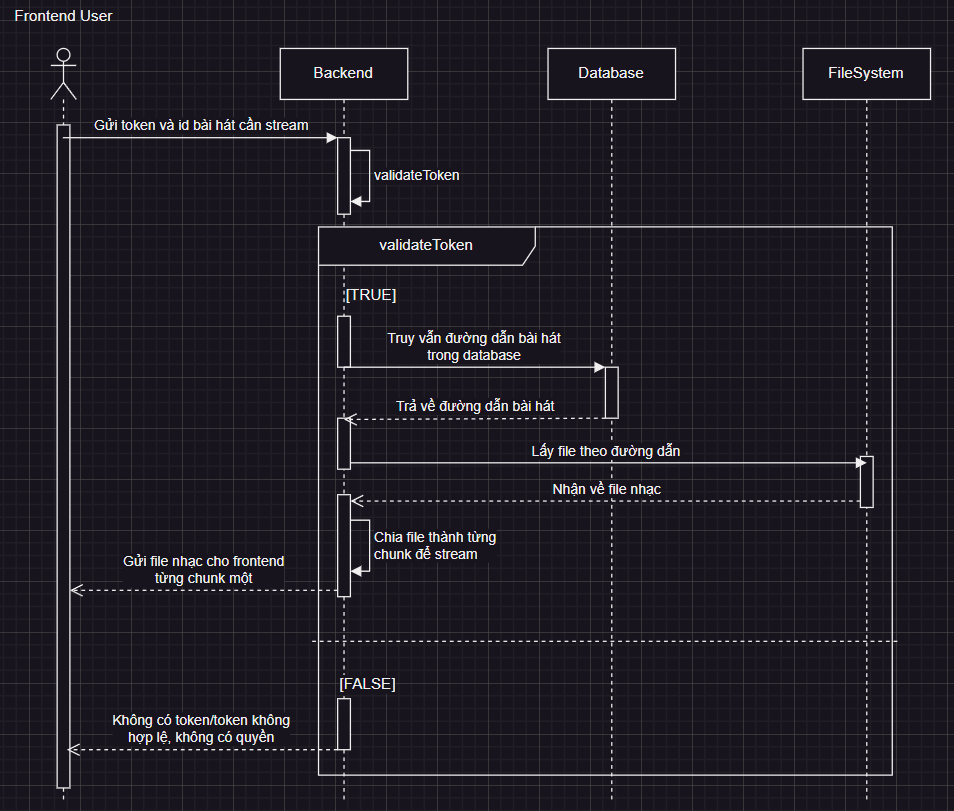 Frontend User
Backend
Database
FileSystem
Gửi token và id bài hát cần stream
validateToken
validateToken
[TRUE]
Truy vẫn đường dẫn bài hát
trong database
Trả về đường dẫn bài hát
Lấy file theo đường dẫn
Nhận về file nhạc
Chia file thành từng
chunk để stream
Gửi file nhạc cho frontend
từng chunk một
[FALSE]
Không có token/token không
hợp lệ, không có quyền